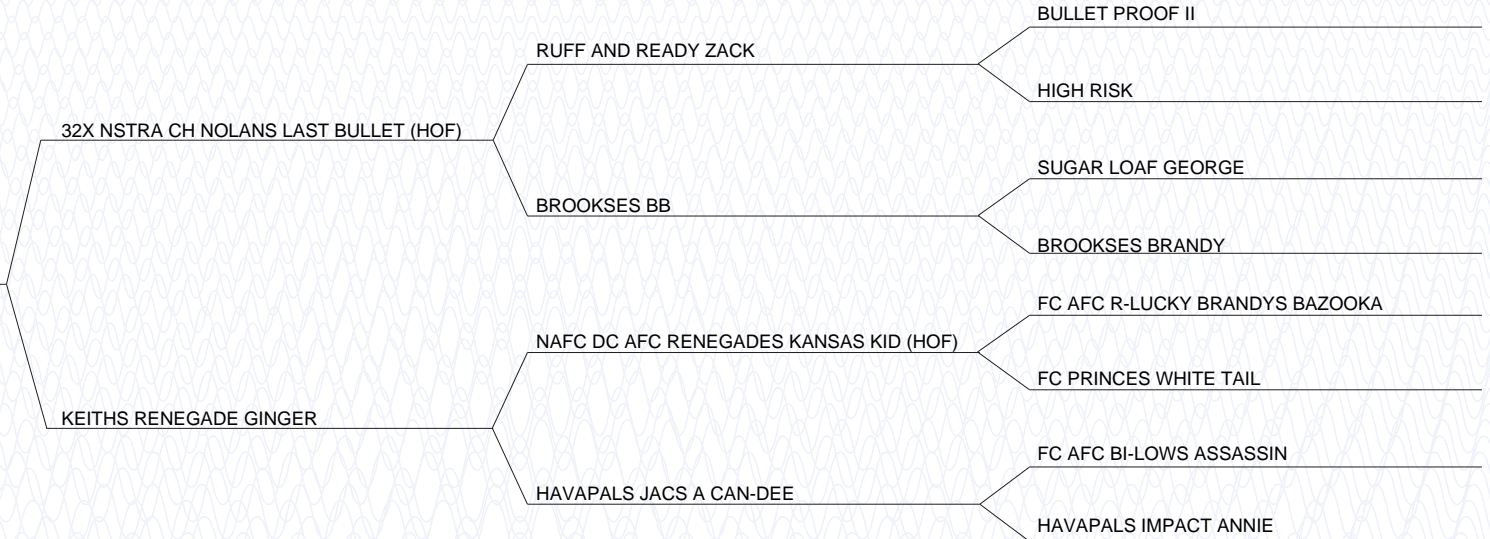 BULLET PROOF II
RUFF AND READY ZACK
HIGH RISK
32X NSTRA CH NOLANS LAST BULLET (HOF)
SUGAR LOAF GEORGE
BROOKSES BB
BROOKSES BRANDY
FC AFC R-LUCKY BRANDYS BAZOOKA
NAFC DC AFC RENEGADES KANSAS KID (HOF)
FC PRINCES WHITE TAIL
KEITHS RENEGADE GINGER
FC AFC BI-LOWS ASSASSIN
HAVAPALS JACS A CAN-DEE
HAVAPALS IMPACT ANNIE